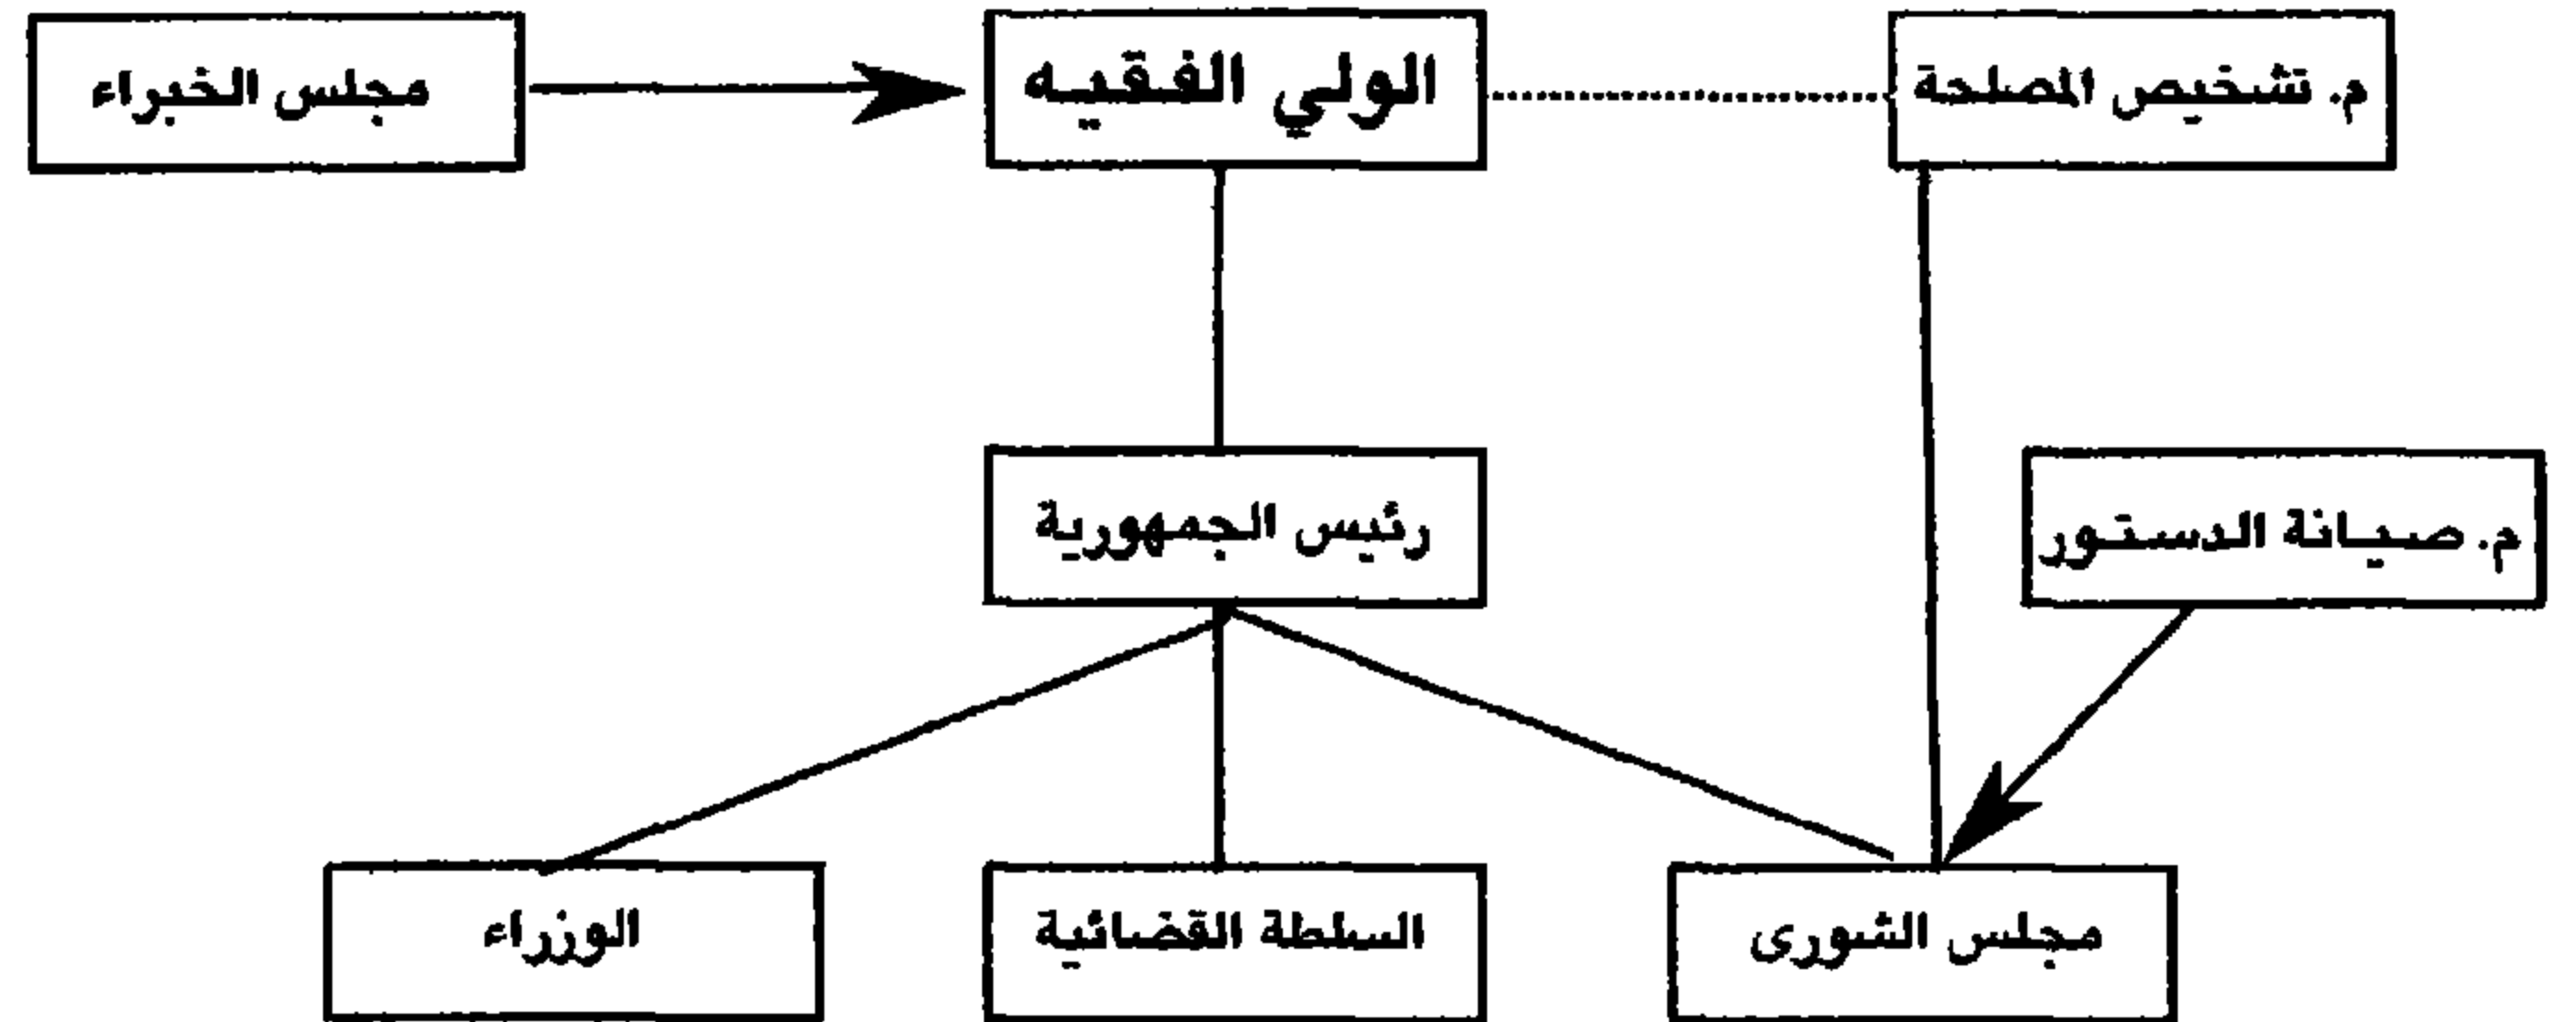 م. تشخيص المصلحة
الولي الفقيه
مجلس الخبراء
م. صيانة الدستور
رئيس الجمهورية
مجلس الشورى
السلطة القضائية
الوزراء